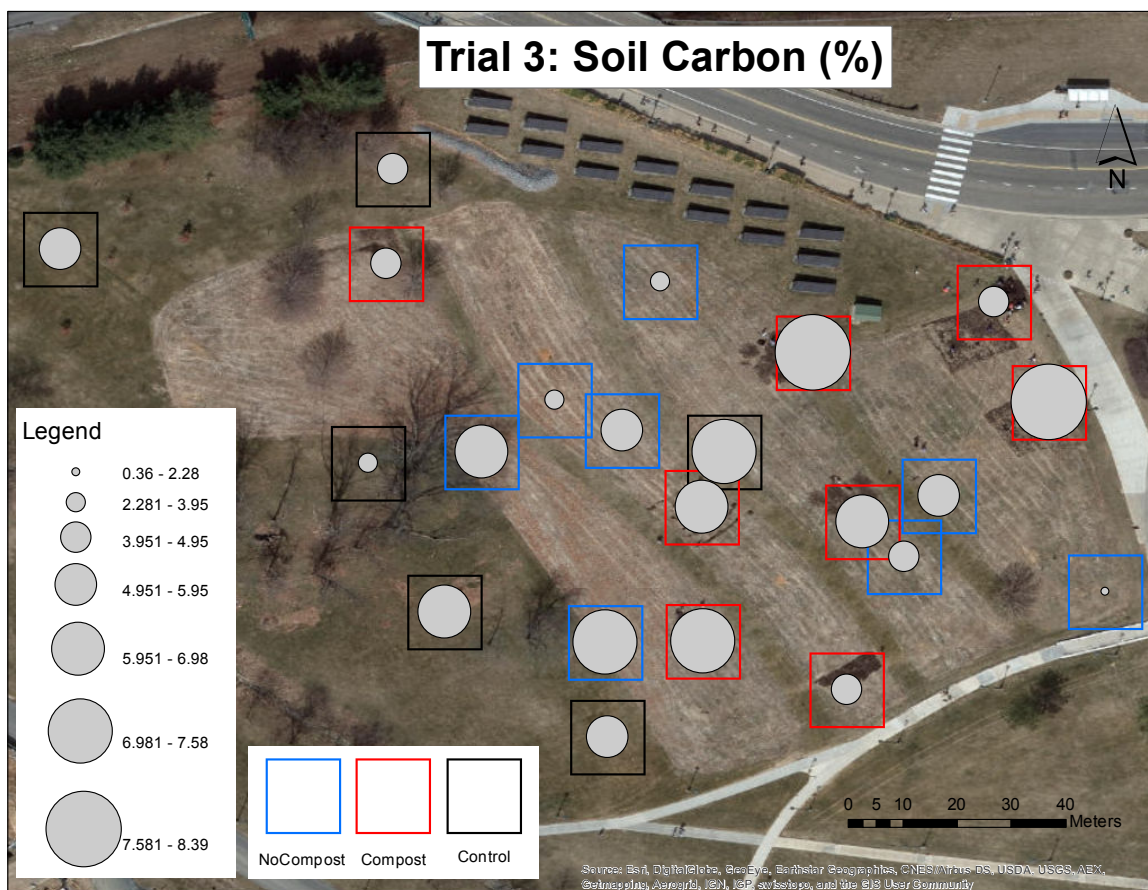 Trial 3: Soil Carbon (%)
N
Legend
0.36 - 2.28
2.281 - 3.95
3.951 - 4.95
4.951 - 5.95
5.951 - 6.98
6.981 - 7.58
7.581 - 8.39
NoCompost Compost Control
0 5 10 20 30 40
Meters
Source: Esri, DigitalGlobe, GeoEye, Earthstar Geographics, CNES/Airbus DS, USDA, USGS, AEX,
Getmapping, Aerogrid, IGN, IGP, swisstopo, and the GIS User Community